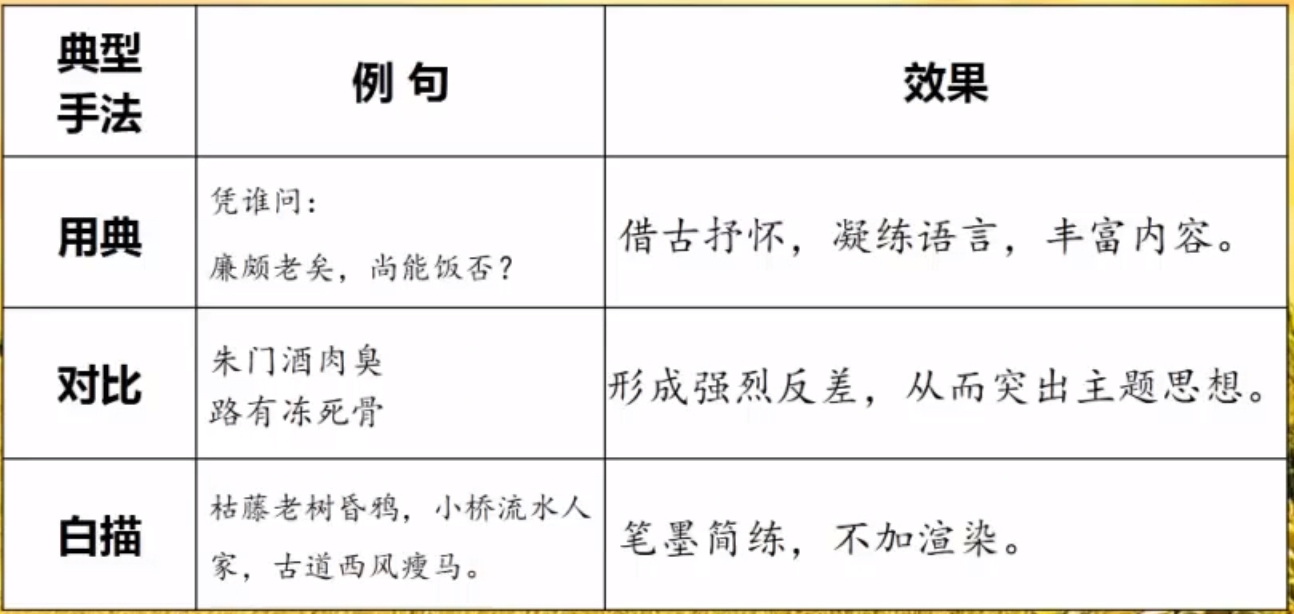 典型
手法
例句
效果
用典
凭谁问：
廉颇老矣，尚能饭否？
借古抒怀，凝练语言，丰富内容。
对比
朱门酒肉臭
路有冻死骨
形成强烈反差，从而突出主题思想。
白描
枯藤老树昏鸦，小桥流水人
家，古道西风瘦马。
笔墨简练，不加渲染。